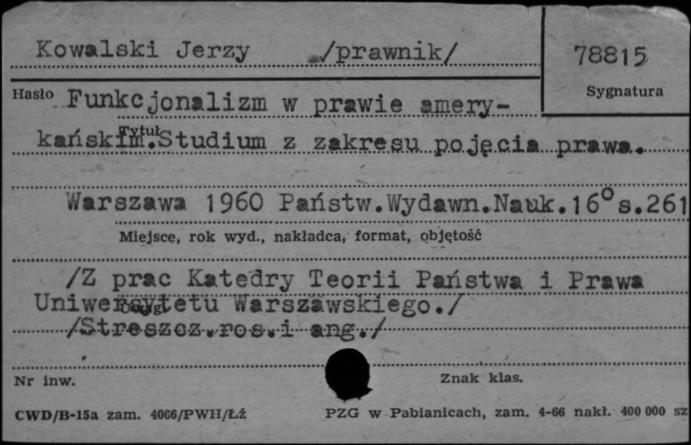 Kowalski Jerzy /prawnik/ 78815
Hasło Sygnatura
Funkcjonalizm w prawie amery-
Tytuł
kańskim.Studium z zakresu pojęcia prawa.
Warszawa 1960 Państw.Wydawn.Nauk.16° s.261
Miejsce, rok wyd., nakładca, format, objętość
/Z prac Katedry Teorii Państwa i Prawa
Uniwersytetu Warszawskiego./
/Streszcz.ros.i ang./
Nr inw. Znak klas.
CWD/B-15a zam. 4066/PWH/Łź PZG w Pabianicach, zam. 4-66 nakł. 400 000 sz